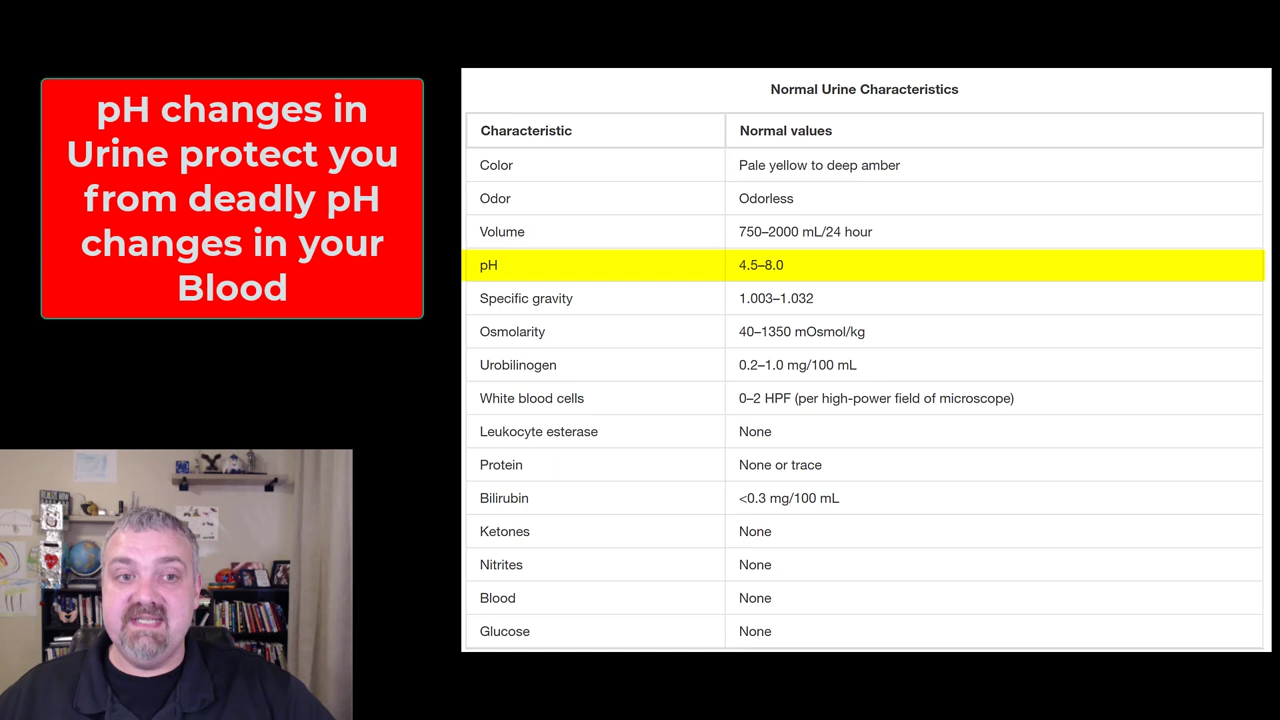 pH changes in
Urine protect you
from deadly pH
changes in your
Blood
Normal Urine Characteristics
Characteristic Normal values
Color Pale yellow to deep amber
Odor Odorless
Volume 750–2000 mL/24 hour
pH 4.5–8.0
Specific gravity 1.003–1.032
Osmolarity 40–1350 mOsmol/kg
Urobilinogen 0.2–1.0 mg/100 mL
White blood cells 0–2 HPF (per high-power field of microscope)
Leukocyte esterase None
Protein None or trace
Bilirubin <0.3 mg/100 mL
Ketones None
Nitrites None
Blood None
Glucose None